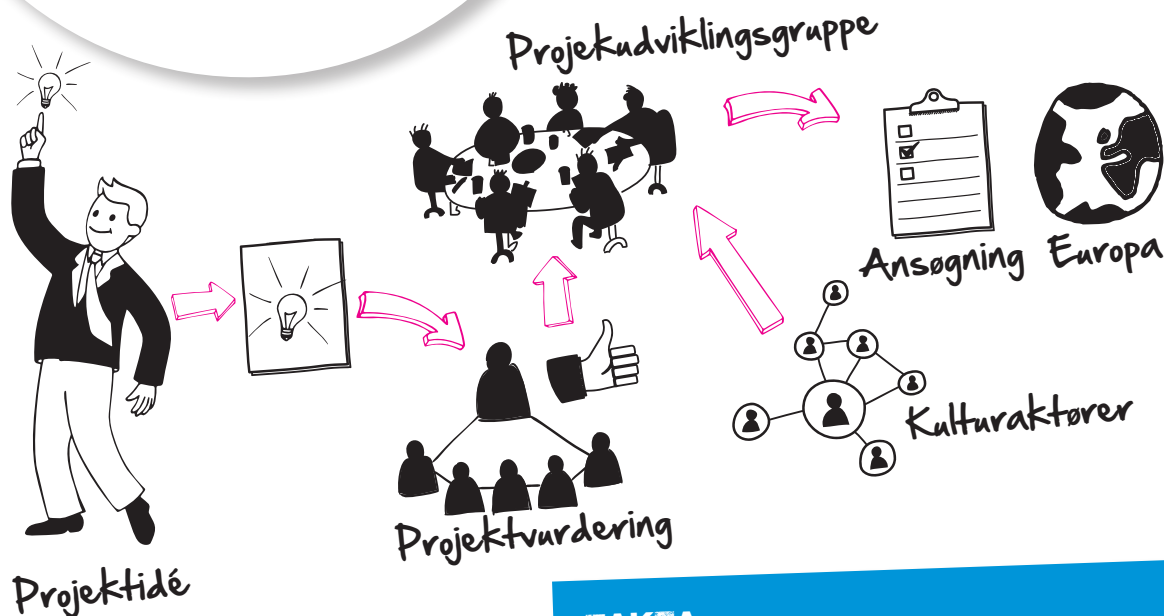 Projekudviklingsgruppe
Ansøgning
Europa
Kulturaktører
Projektvurdering
Projektidé